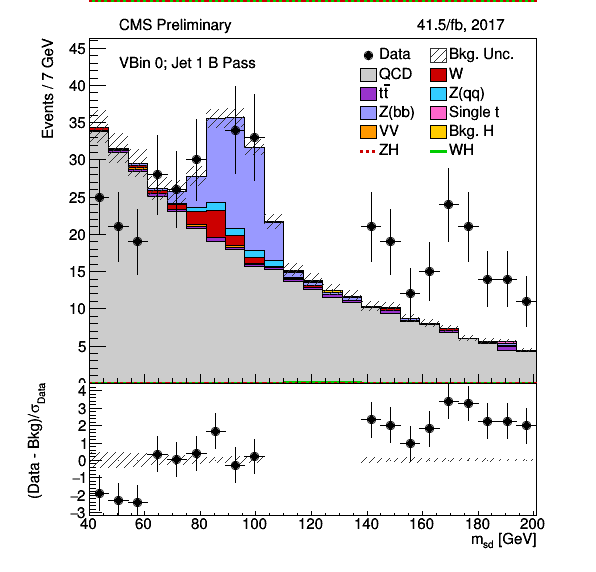 CMS Preliminary 41.5/fb, 2017
VBin 0; Jet 1 B Pass
Data
Bkg. Unc.
QCD
W
tt̅
Z(qq)
Z(bb)
Single t
VV
Bkg. H
ZH
WH
Events / 7 GeV
45
40
35
30
25
20
15
10
5
0
(Data - Bkg)/σData
4
3
2
1
0
−1
−2
−3
40 60 80 100 120 140 160 180 200
msd [GeV]